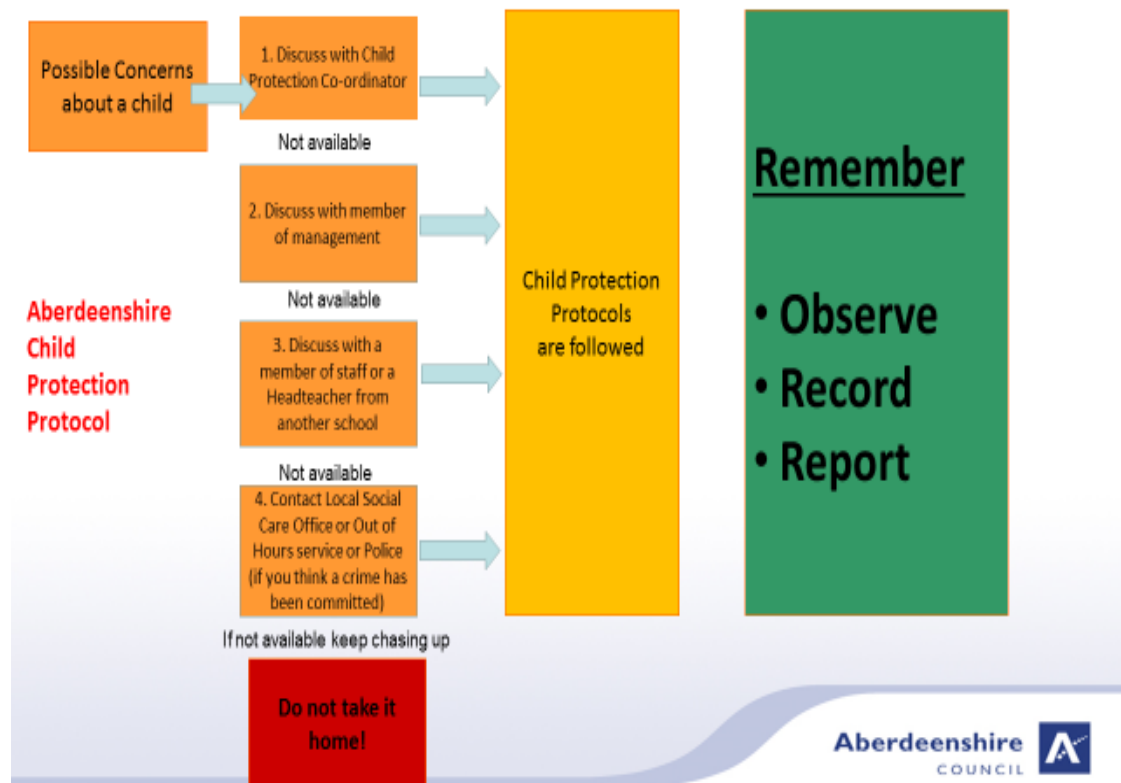 Possible Concerns
about a child
1. Discuss with Child
Protection Co-ordinator
Not available
2. Discuss with member
of management
Not available
3. Discuss with a
member of staff or a
Headteacher from
another school
Not available
4. Contact Local Social
Care Office or Out of
Hours service or Police
(if you think a crime has
been committed)
If not available keep chasing up
Do not take it
home!
Aberdeenshire
Child
Protection
Protocol
Child Protection
Protocols
are followed
Remember
• Observe
• Record
• Report
Aberdeenshire
COUNCIL